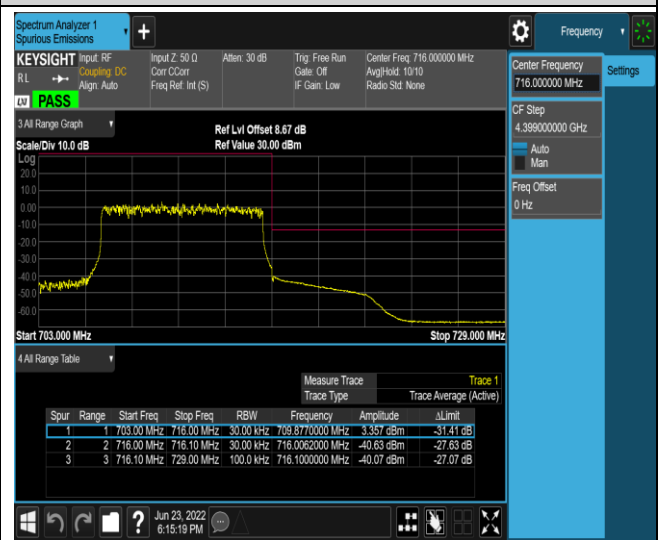 Spectrum Analyzer 1
Spurious Emissions
Frequency
KEYSIGHT
Input: RF
Coupling: DC
Align: Auto
Input Z: 50 Ω
Corr CCorr
Freq Ref: Int (S)
Atten: 30 dB
Trig: Free Run
Gate: Off
IF Gain: Low
Center Freq: 716.000000 MHz
Avg|Hold: 10/10
Radio Std: None
RL
LXI
PASS
Center Frequency
716.000000 MHz
Settings
CF Step
4.399000000 GHz
Auto
Man
Freq Offset
0 Hz
3 All Range Graph
Scale/Div 10.0 dB
Ref Lvl Offset 8.67 dB
Ref Value 30.00 dBm
Log
20.0
10.0
0.00
-10.0
-20.0
-30.0
-40.0
-50.0
-60.0
Start 703.000 MHz
Stop 729.000 MHz
4 All Range Table
Measure Trace Trace 1
Trace Type Trace Average (Active)
Spur Range Start Freq Stop Freq RBW Frequency Amplitude ΔLimit
1 1 703.00 MHz 716.00 MHz 30.00 kHz 709.8770000 MHz 3.357 dBm -31.41 dB
2 2 716.00 MHz 716.10 MHz 30.00 kHz 716.0062000 MHz -40.63 dBm -27.63 dB
3 3 716.10 MHz 729.00 MHz 100.0 kHz 716.1000000 MHz -40.07 dBm -27.07 dB
Jun 23, 2022
6:15:19 PM